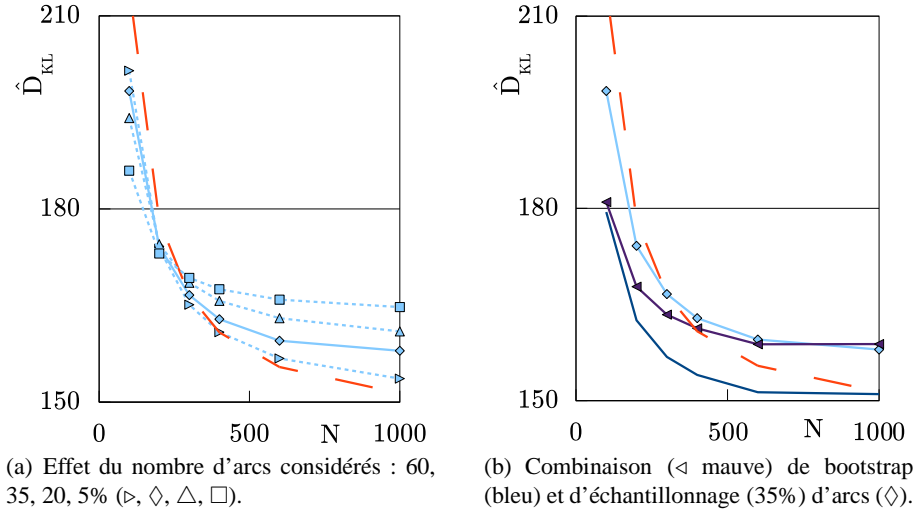 210
180
150
D̂KL
0
500
N
1000
(a) Effet du nombre d'arcs considérés : 60,
35, 20, 5% (▹, ◇, △, □).
210
180
150
D̂KL
0
500
N
1000
(b) Combinaison (◃ mauve) de bootstrap
(bleu) et d'échantillonnage (35%) d'arcs (◇).